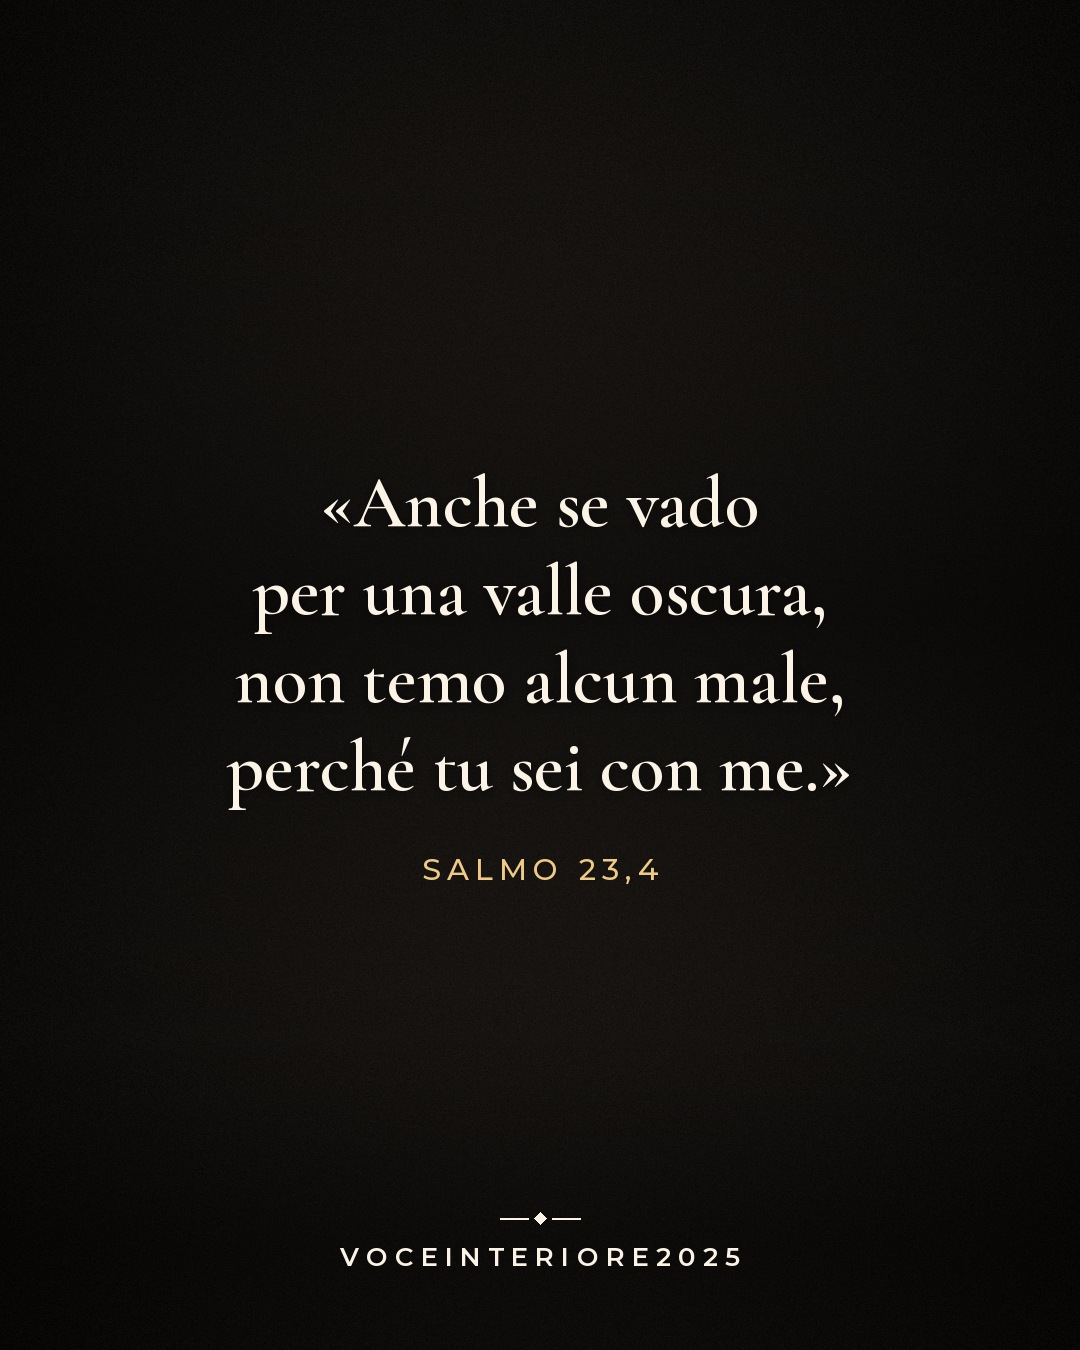 «Anche se vado
per una valle oscura,
non temo alcun male,
perché tu sei con me.»
SALMO 23,4
VOCEINTERIORE2025